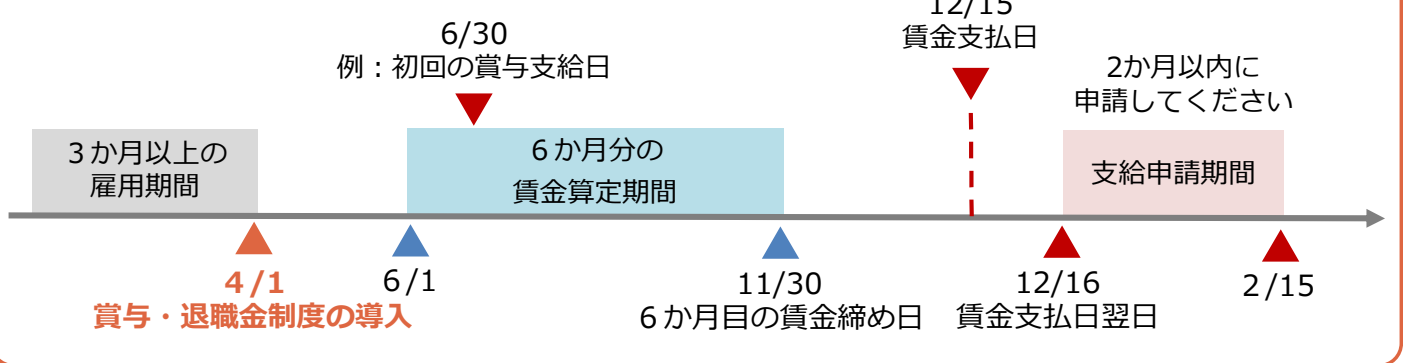 12/15
賃金支払日
6/30
例：初回の賞与支給日
2か月以内に
申請してください
３か月以上の
雇用期間
６か月分の
賃金算定期間
支給申請期間
４/１
賞与・退職金制度の導入
6/1
11/30
６か月目の賃金締め日
12/16
賃金支払日翌日
２/15